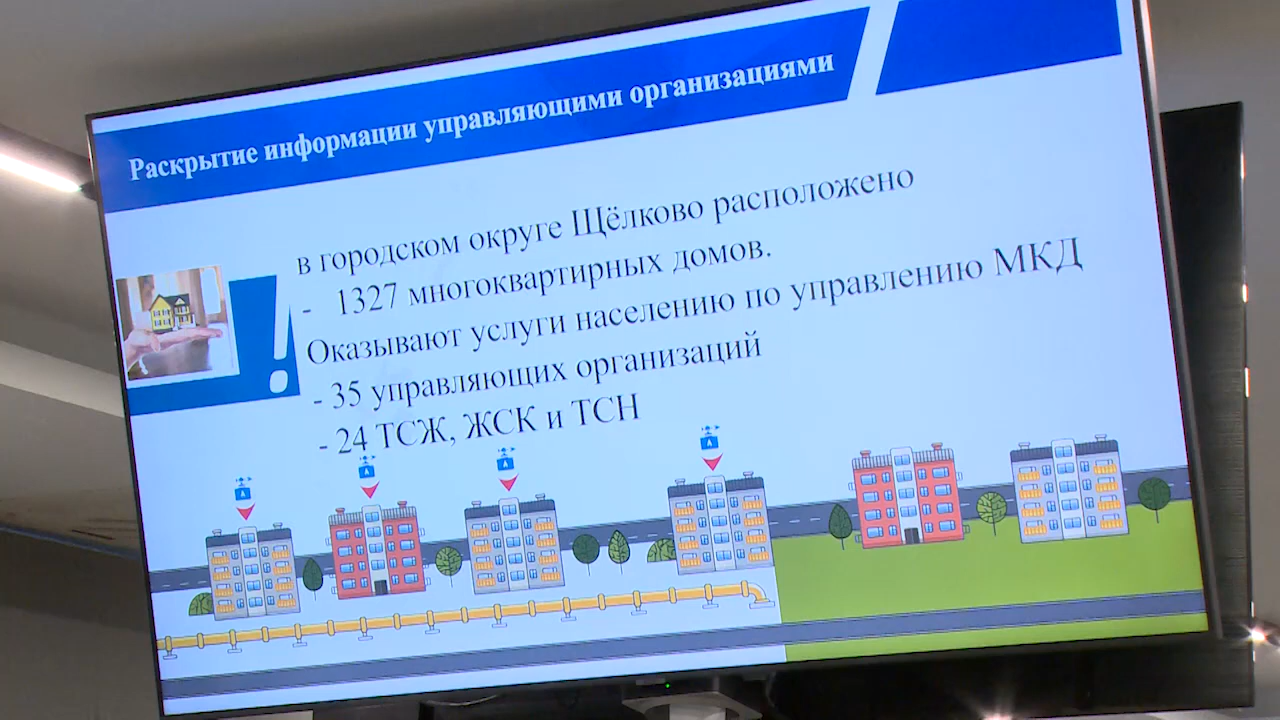 Раскрытие информации управляющими организациями
в городском округе Щёлково расположено
- 1327 многоквартирных домов.
Оказывают услуги населению по управлению МКД
- 35 управляющих организаций
- 24 ТСЖ, ЖСК и ТСН